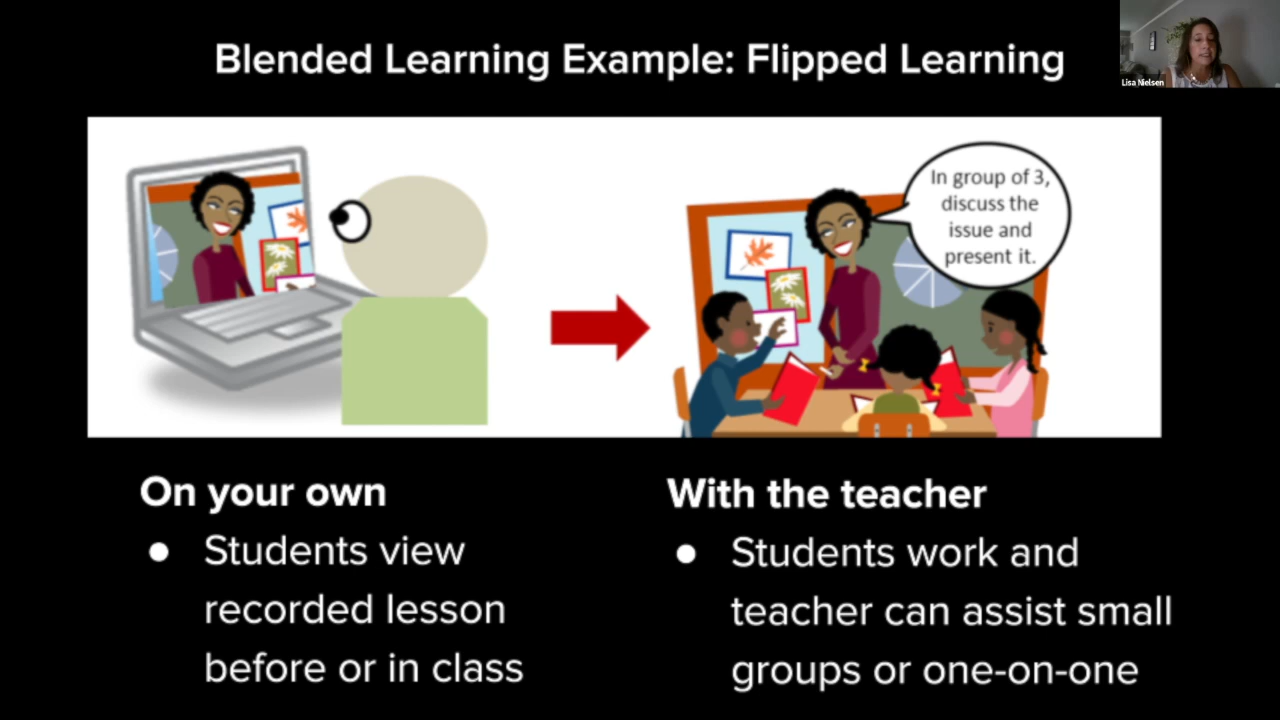 Blended Learning Example: Flipped Learning
Lisa Nielsen
In group of 3,
discuss the
issue and
present it.
On your own
● Students view
recorded lesson
before or in class
With the teacher
● Students work and
teacher can assist small
groups or one-on-one